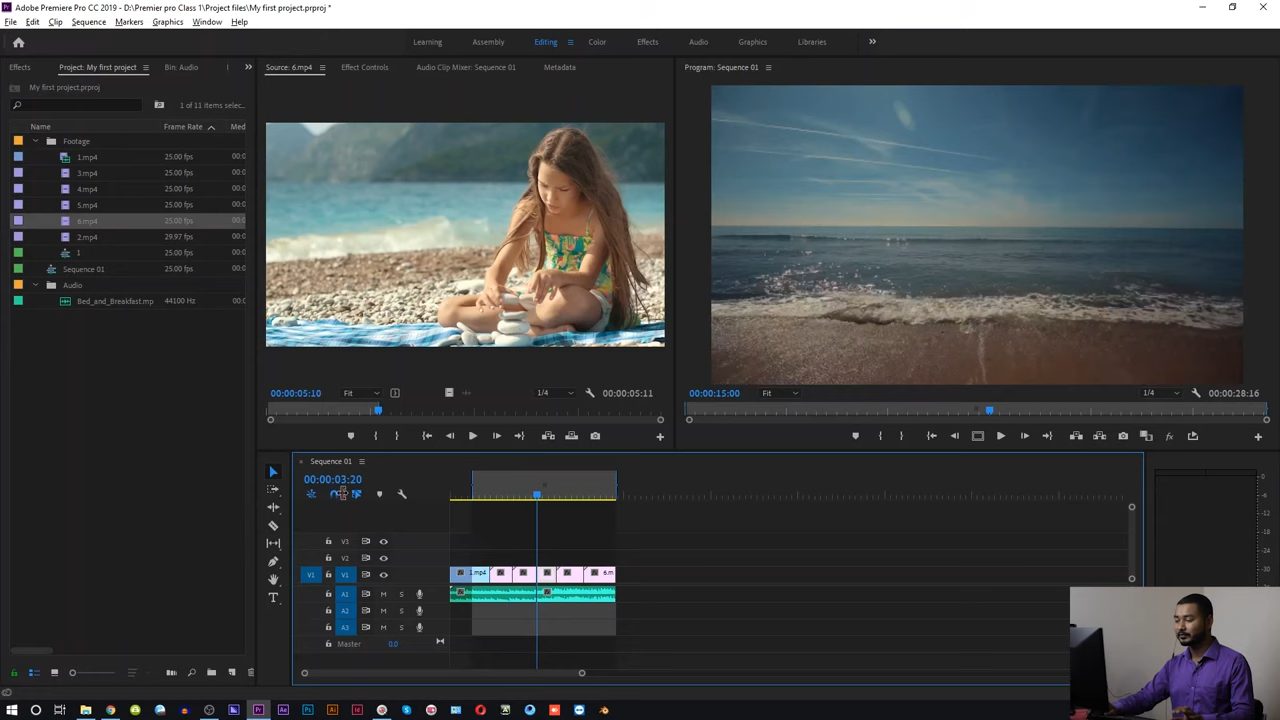 Adobe Premiere Pro CC 2019 - D:\Premier pro Class 1\Project files\My first project.prproj *
File Edit Clip Sequence Markers Graphics Window Help
Learning Assembly Editing Color Effects Audio Graphics Libraries
Effects Project: My first project Bin: Audio Source: 6.mp4 Effect Controls Audio Clip Mixer: Sequence 01 Metadata Program: Sequence 01
My first project.prproj
1 of 11 items selec...
Name Frame Rate Med
Footage
1.mp4 25.00 fps 00:0
3.mp4 25.00 fps 00:0
4.mp4 25.00 fps 00:0
5.mp4 25.00 fps 00:0
6.mp4 25.00 fps 00:0
2.mp4 29.97 fps 00:0
1 25.00 fps 00:0
Sequence 01 25.00 fps 00:0
Audio
Bed_and_Breakfast.mp 44100 Hz 00:0
00:00:05:10 Fit 1/4 00:00:05:11
00:00:15:00 Fit 1/4 00:00:28:16
Sequence 01
00:00:03:20
V3
V2
V1 V1 6.m
A1 M S
A2 M S
A3 M S
Master 0.0
0
-6
-12
-18
-24
-30